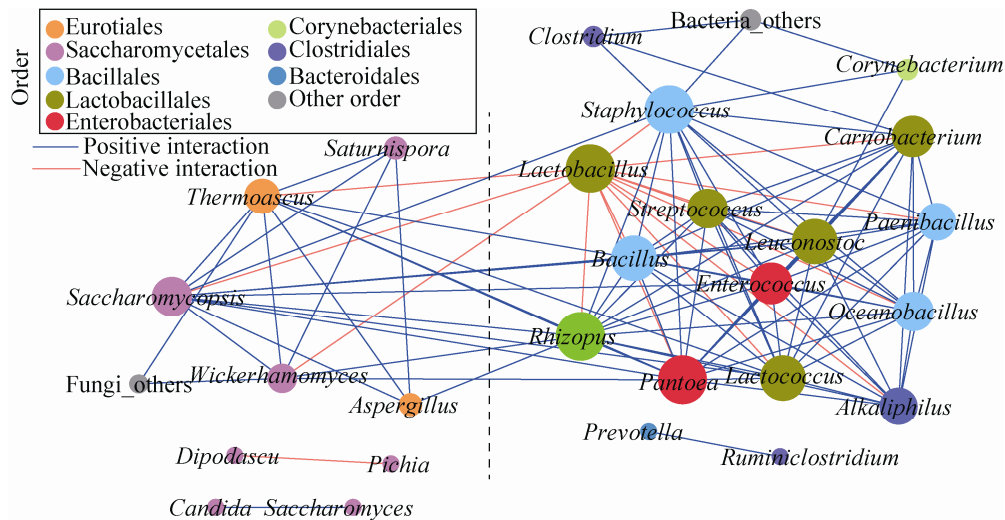 Order
Eurotiales
Saccharomycetales
Bacillales
Lactobacillales
Enterobacteriales
Corynebacteriales
Clostridiales
Bacteroidales
Other order
Positive interaction
Negative interaction
Clostridium
Bacteria_others
Corynebacterium
Staphylococcus
Carnobacterium
Saturnispora
Lactobacillus
Thermoascus
Streptococcus
Paenibacillus
Leuconostoc
Bacillus
Enterococcus
Saccharomycopsis
Oceanobacillus
Rhizopus
Fungi_others
Wickerhamomyces
Pantoea
Lactococcus
Aspergillus
Alkaliphilus
Prevotella
Dipodascu
Pichia
Ruminiclostridium
Candida
Saccharomyces